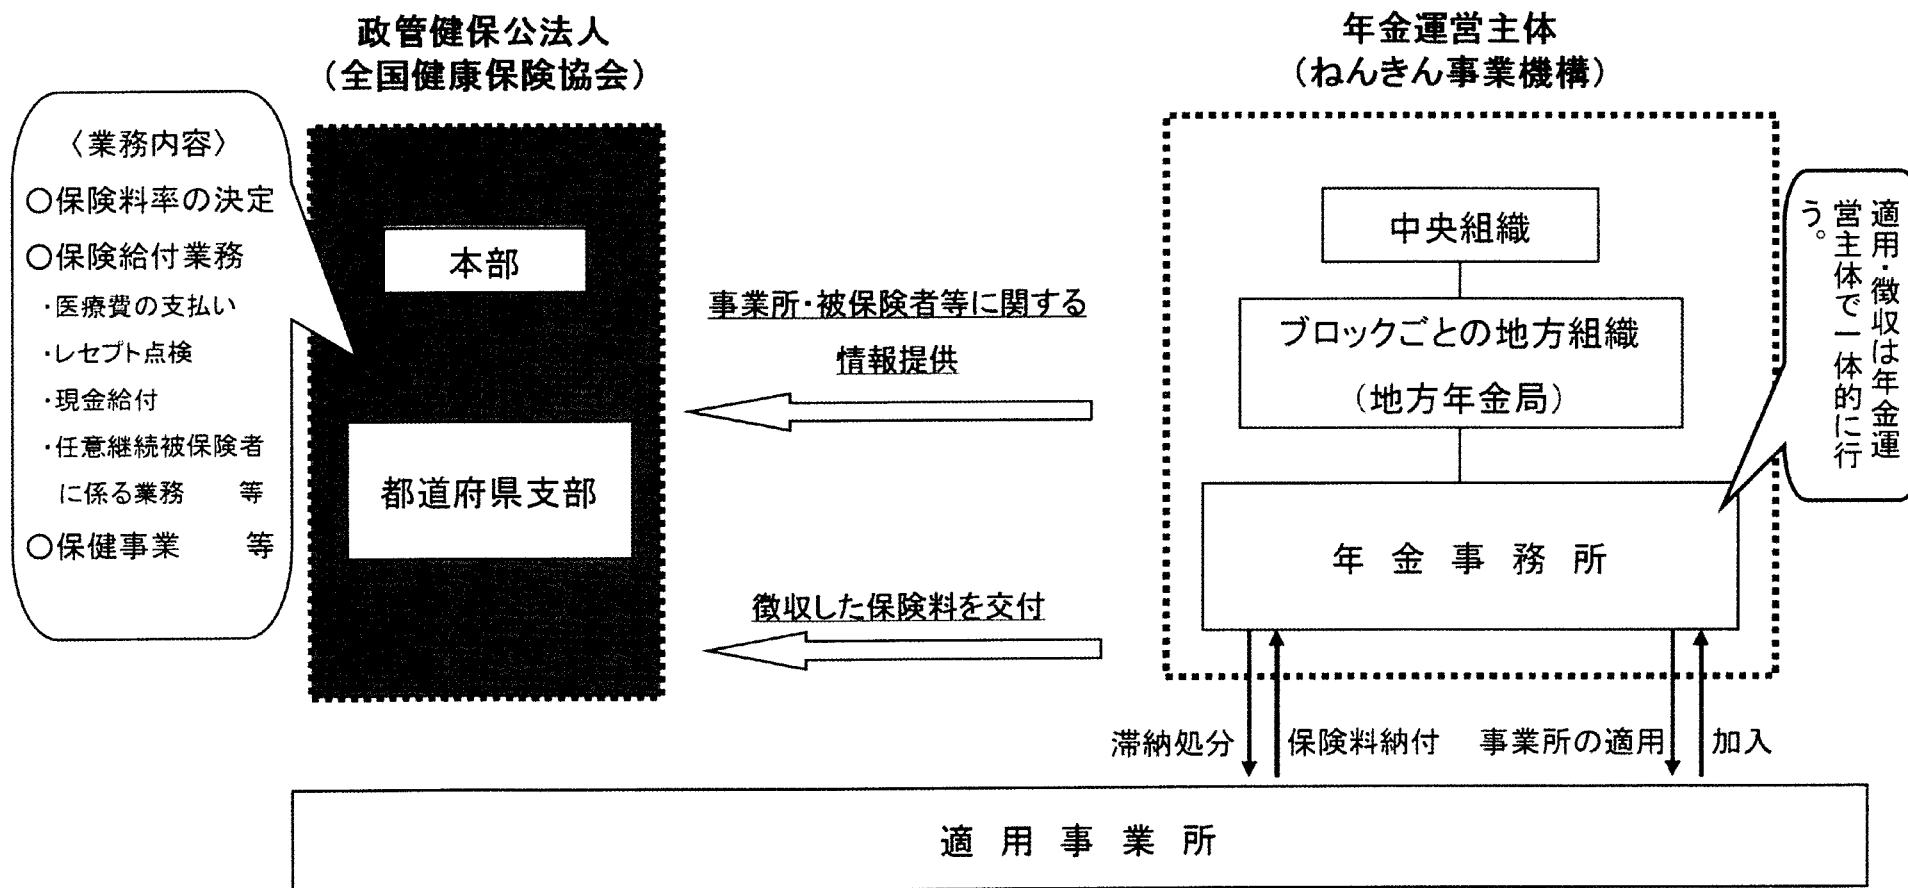 政管健保公法人
（全国健康保険協会）
年金運営主体
（ねんきん事業機構）
〈業務内容〉
○保険料率の決定
○保険給付業務
・医療費の支払い
・レセプト点検
・現金給付
・任意継続被保険者
に係る業務　等
○保健事業　等
本部
都道府県支部
事業所・被保険者等に関する
情報提供
徴収した保険料を交付
中央組織
ブロックごとの地方組織
（地方年金局）
年金事務所
適用・徴収は年金運
営主体で一体的に行
う。
滞納処分
保険料納付
事業所の適用
加入
適用事業所